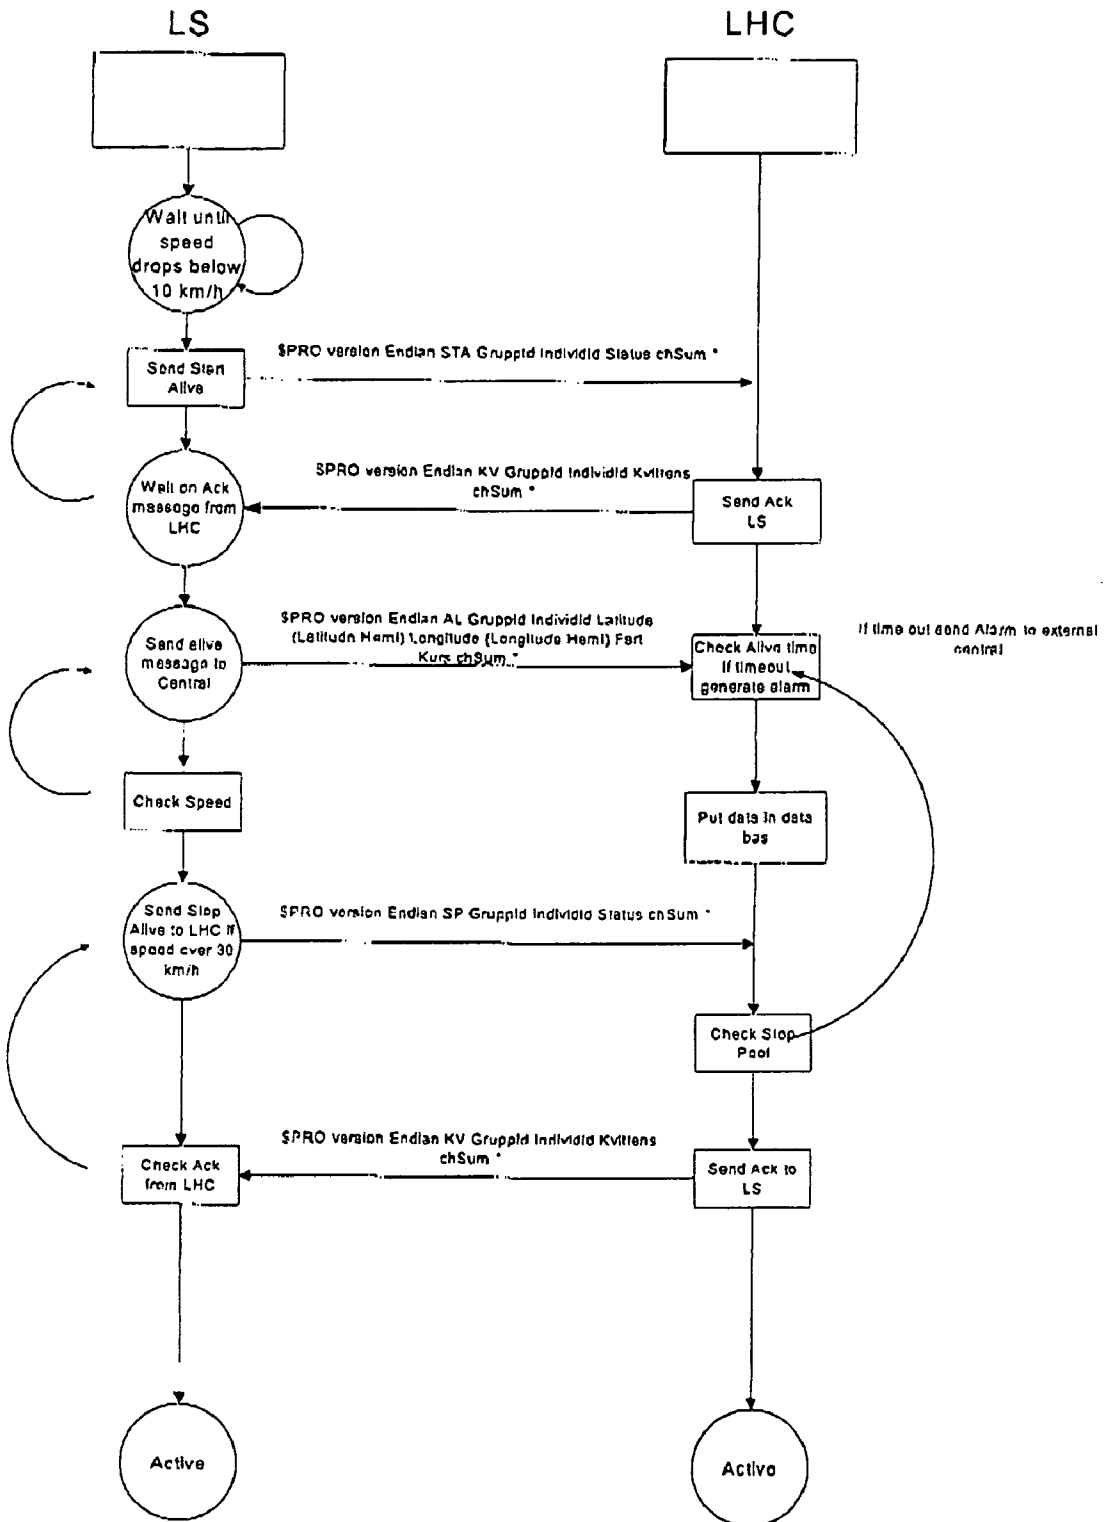 LS
LHC
Wait until
speed
drops below
10 km/h
$PRO version Endian STA GruppId IndividId Status chSum *
Send Start
Alive
$PRO version Endian KV GruppId IndividId Kvittens
chSum *
Wait on Ack
message from
LHC
Send Ack
LS
$PRO version Endian AL GruppId IndividId Latitude
(Latitude Hemi) Longitude (Longitude Hemi) Fart
Kurs chSum *
Send alive
message to
Central
Check Alive time
If timeout
generate alarm
If time out send Alarm to external
central
Check Speed
Put data in data
bas
Send Stop
Alive to LHC if
speed over 30
km/h
$PRO version Endian SP GruppId IndividId Status chSum *
Check Stop
Pool
$PRO version Endian KV GruppId IndividId Kvittens
chSum *
Check Ack
from LHC
Send Ack to
LS
Active
Active